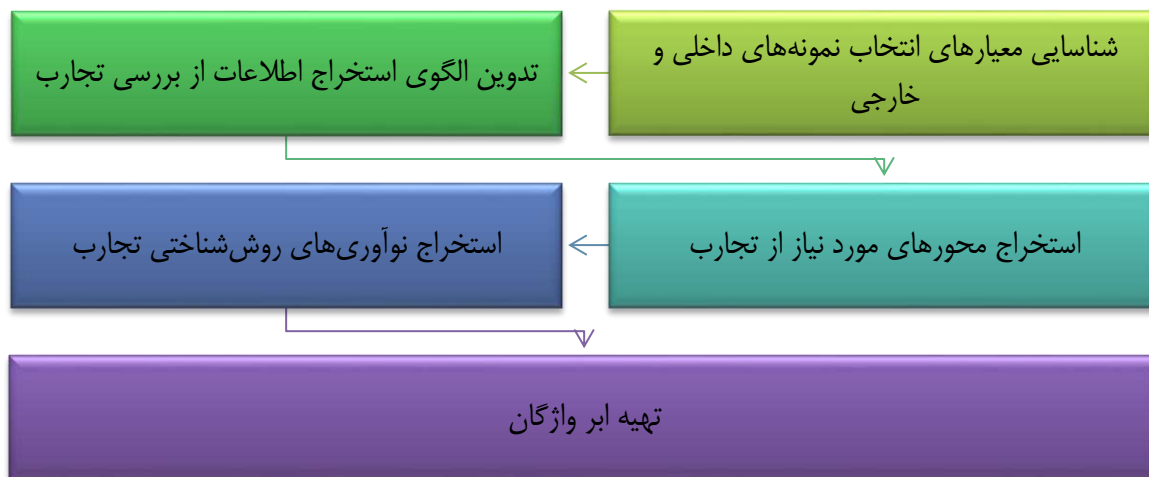 شناسایی معیارهای انتخاب نمونه‌های داخلی و
خارجی
تدوین الگوی استخراج اطلاعات از بررسی تجارب
استخراج محورهای مورد نیاز از تجارب
استخراج نوآوری‌های روش‌شناختی تجارب
تهیه ابر واژگان